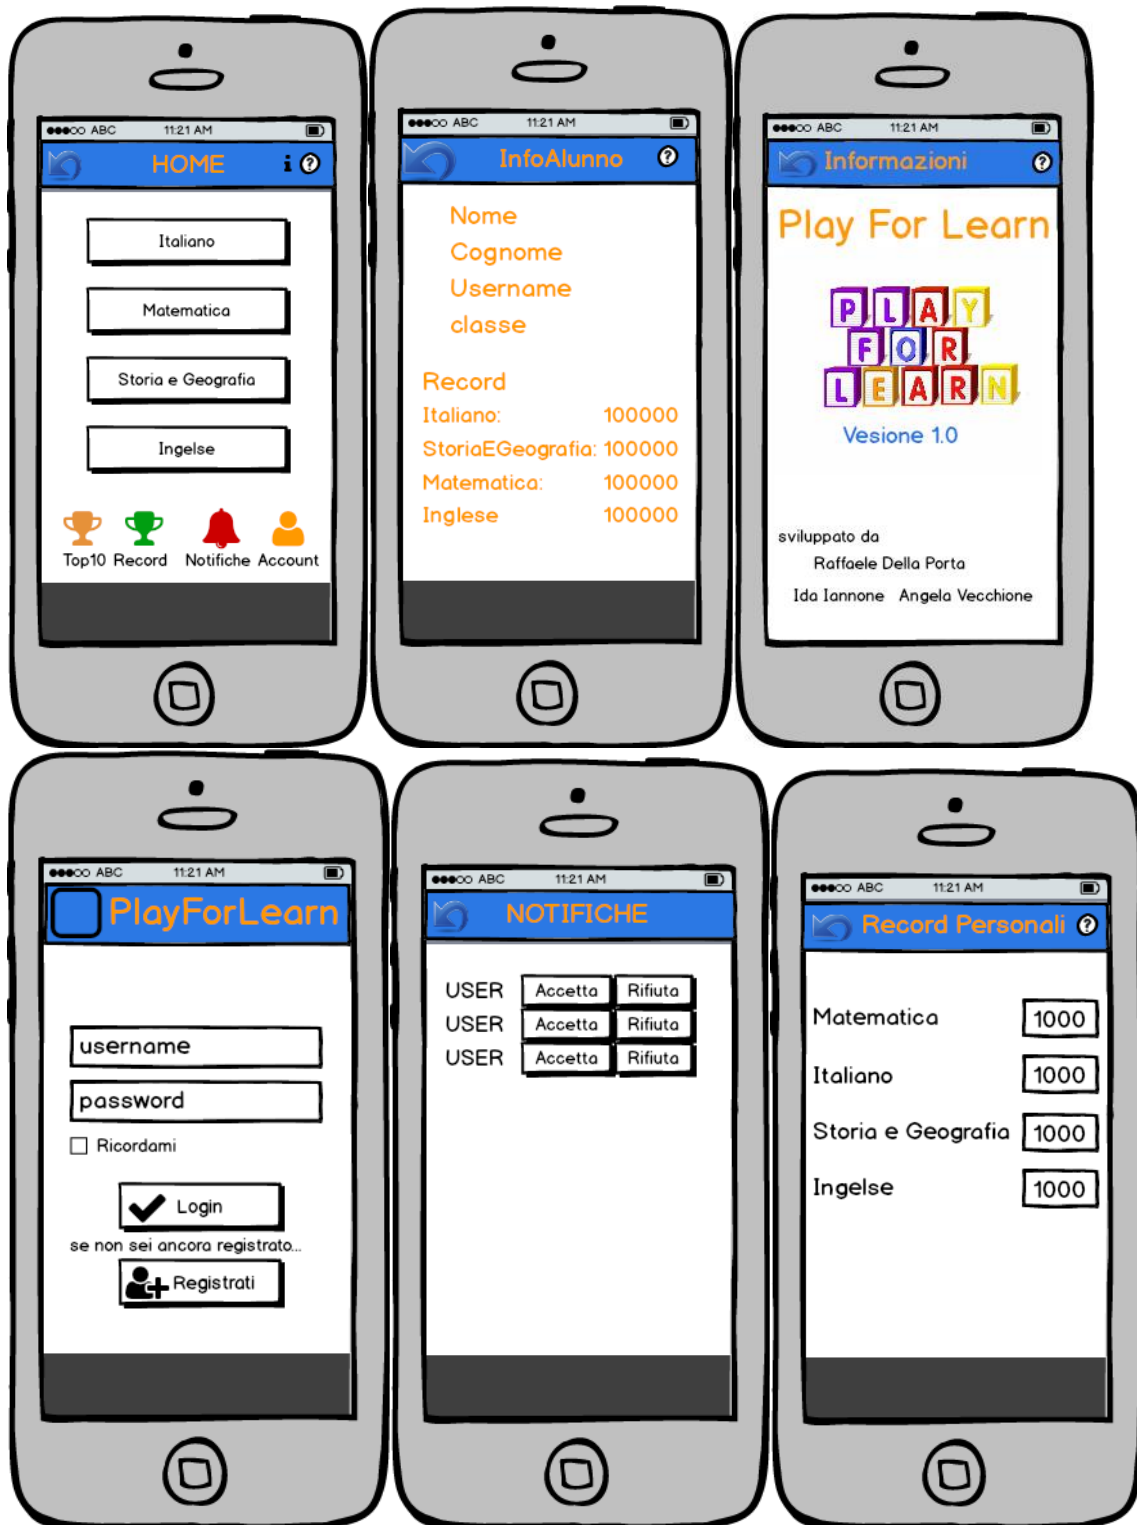 ABC 11:21 AM
HOME i ?
Italiano
Matematica
Storia e Geografia
Ingelse
Top10 Record Notifiche Account
ABC 11:21 AM
InfoAlunno ?
Nome
Cognome
Username
classe
Record
Italiano: 100000
StoriaEGeografia: 100000
Matematica: 100000
Inglese 100000
ABC 11:21 AM
Informazioni ?
Play For Learn
PLAY
FOR
LEARN
Vesione 1.0
sviluppato da
Raffaele Della Porta
Ida Iannone Angela Vecchione
ABC 11:21 AM
PlayForLearn
username
password
Ricordami
Login
se non sei ancora registrato...
Registrati
ABC 11:21 AM
NOTIFICHE
USER Accetta Rifiuta
USER Accetta Rifiuta
USER Accetta Rifiuta
ABC 11:21 AM
Record Personali ?
Matematica 1000
Italiano 1000
Storia e Geografia 1000
Ingelse 1000